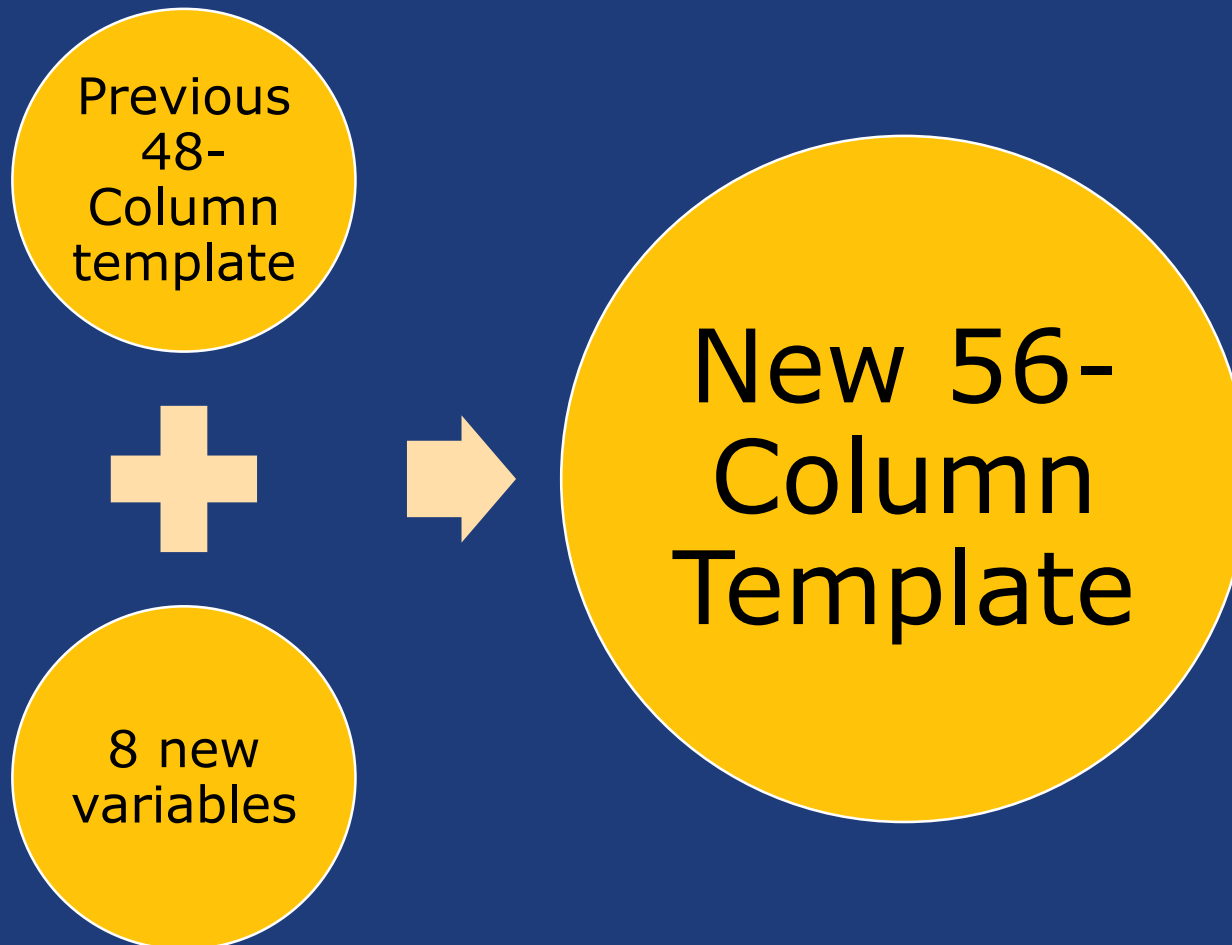 Previous
48-
Column
template
8 new
variables
New 56-
Column
Template